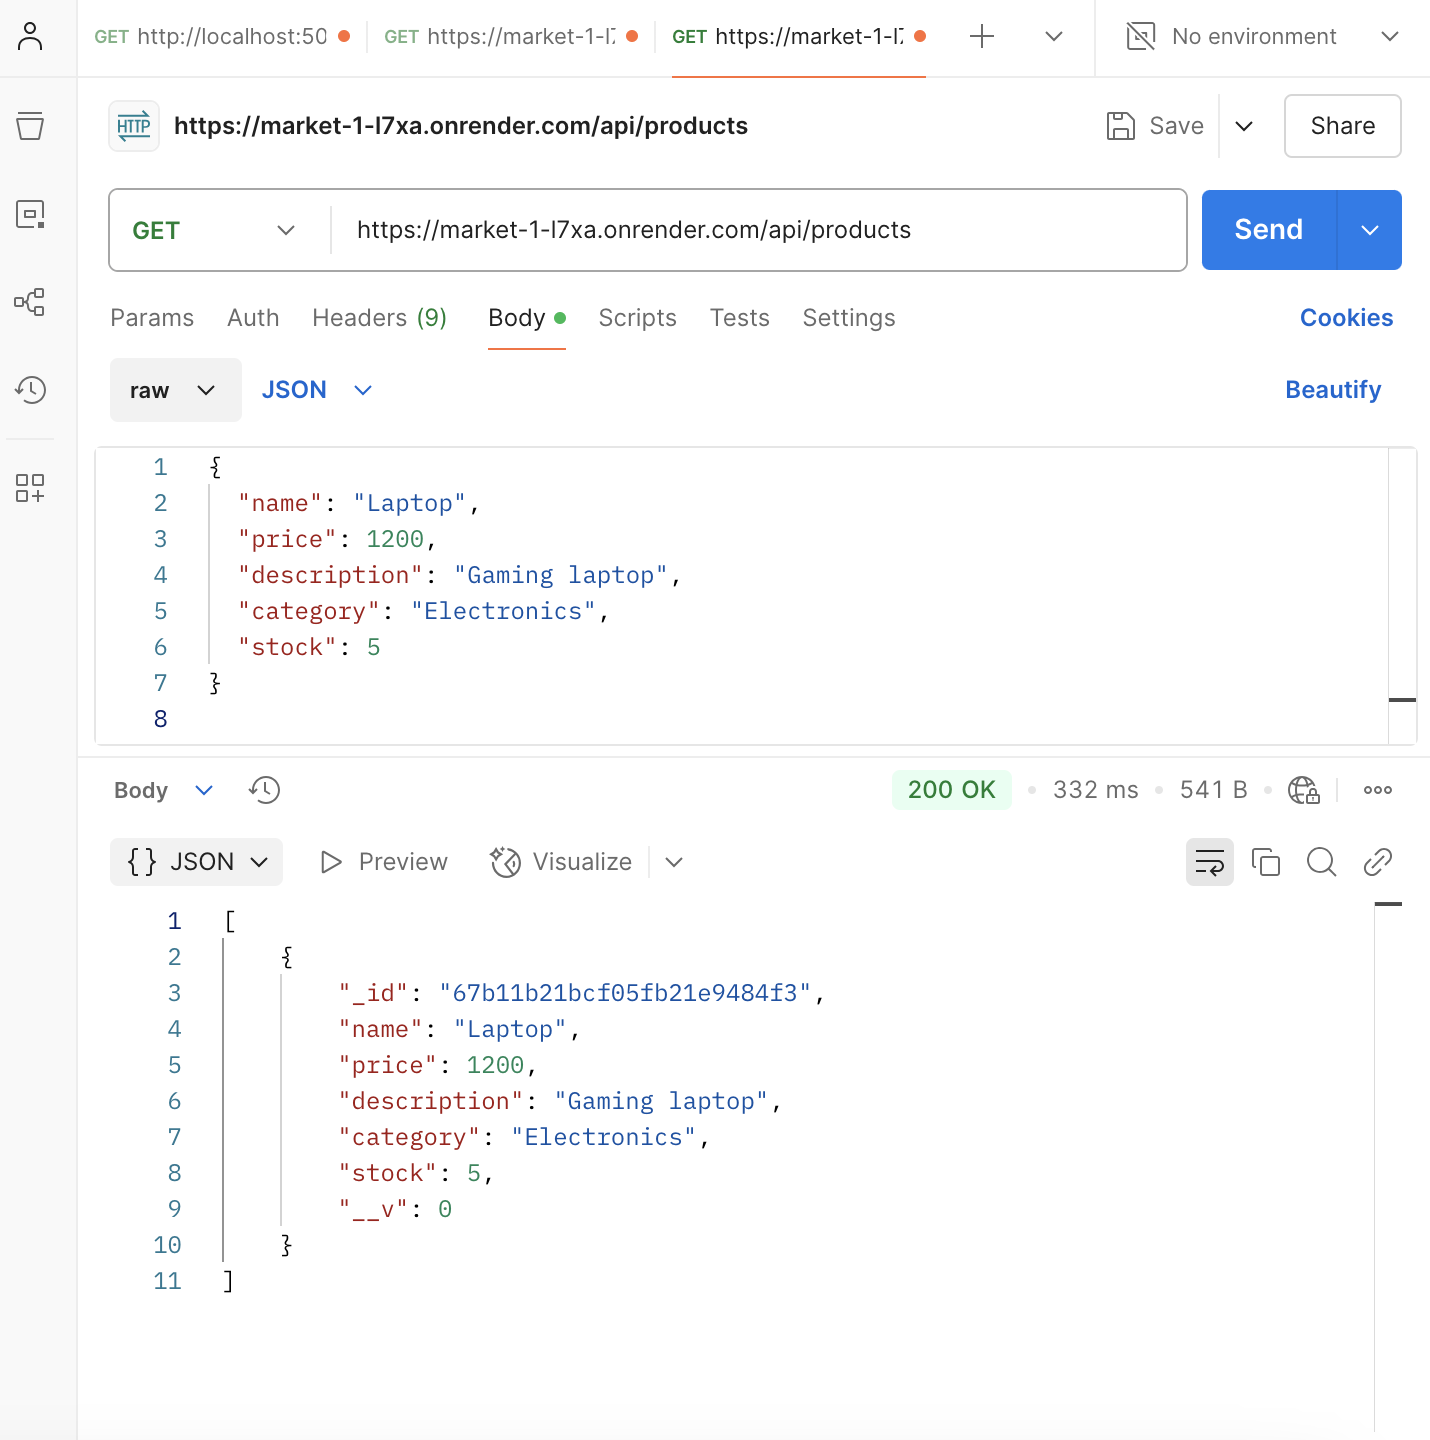 GET http://localhost:50
GET https://market-1-l7
GET https://market-1-l7
No environment
HTTP https://market-1-l7xa.onrender.com/api/products
Save
Share
GET
https://market-1-l7xa.onrender.com/api/products
Send
Params Auth Headers (9) Body Scripts Tests Settings Cookies
raw JSON Beautify
1 {
2 "name": "Laptop",
3 "price": 1200,
4 "description": "Gaming laptop",
5 "category": "Electronics",
6 "stock": 5
7 }
8
Body 200 OK • 332 ms • 541 B •
{} JSON Preview Visualize
1 [
2 {
3 "_id": "67b11b21bcf05fb21e9484f3",
4 "name": "Laptop",
5 "price": 1200,
6 "description": "Gaming laptop",
7 "category": "Electronics",
8 "stock": 5,
9 "__v": 0
10 }
11 ]